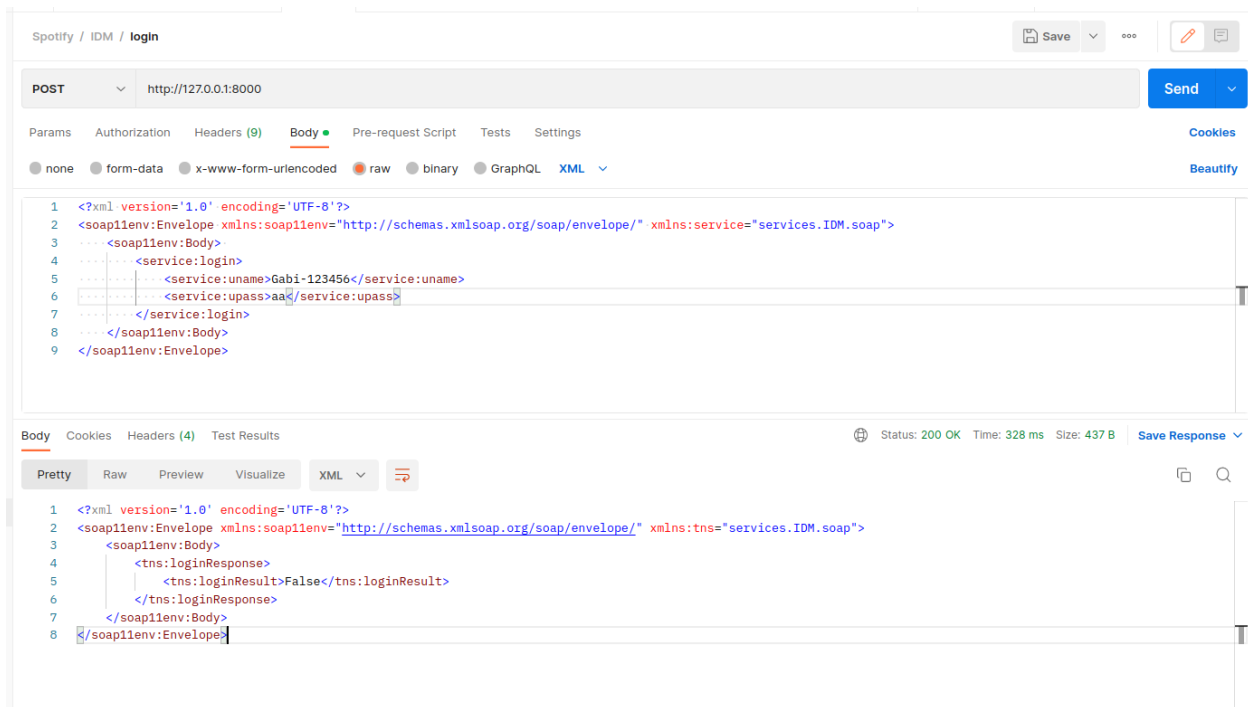 Spotify / IDM / login
Save
POST
http://127.0.0.1:8000
Send
Params Authorization Headers (9) Body Pre-request Script Tests Settings
Cookies
none form-data x-www-form-urlencoded raw binary GraphQL XML
Beautify
1 <?xml version='1.0' encoding='UTF-8'?>
2 <soap11env:Envelope xmlns:soap11env="http://schemas.xmlsoap.org/soap/envelope/" xmlns:service="services.IDM.soap">
3 <soap11env:Body>
4 <service:login>
5 <service:uname>Gabi-123456</service:uname>
6 <service:upass>aa</service:upass>
7 </service:login>
8 </soap11env:Body>
9 </soap11env:Envelope>
Body Cookies Headers (4) Test Results
Status: 200 OK Time: 328 ms Size: 437 B Save Response
Pretty Raw Preview Visualize XML
1 <?xml version='1.0' encoding='UTF-8'?>
2 <soap11env:Envelope xmlns:soap11env="http://schemas.xmlsoap.org/soap/envelope/" xmlns:tns="services.IDM.soap">
3 <soap11env:Body>
4 <tns:loginResponse>
5 <tns:loginResult>False</tns:loginResult>
6 </tns:loginResponse>
7 </soap11env:Body>
8 </soap11env:Envelope>